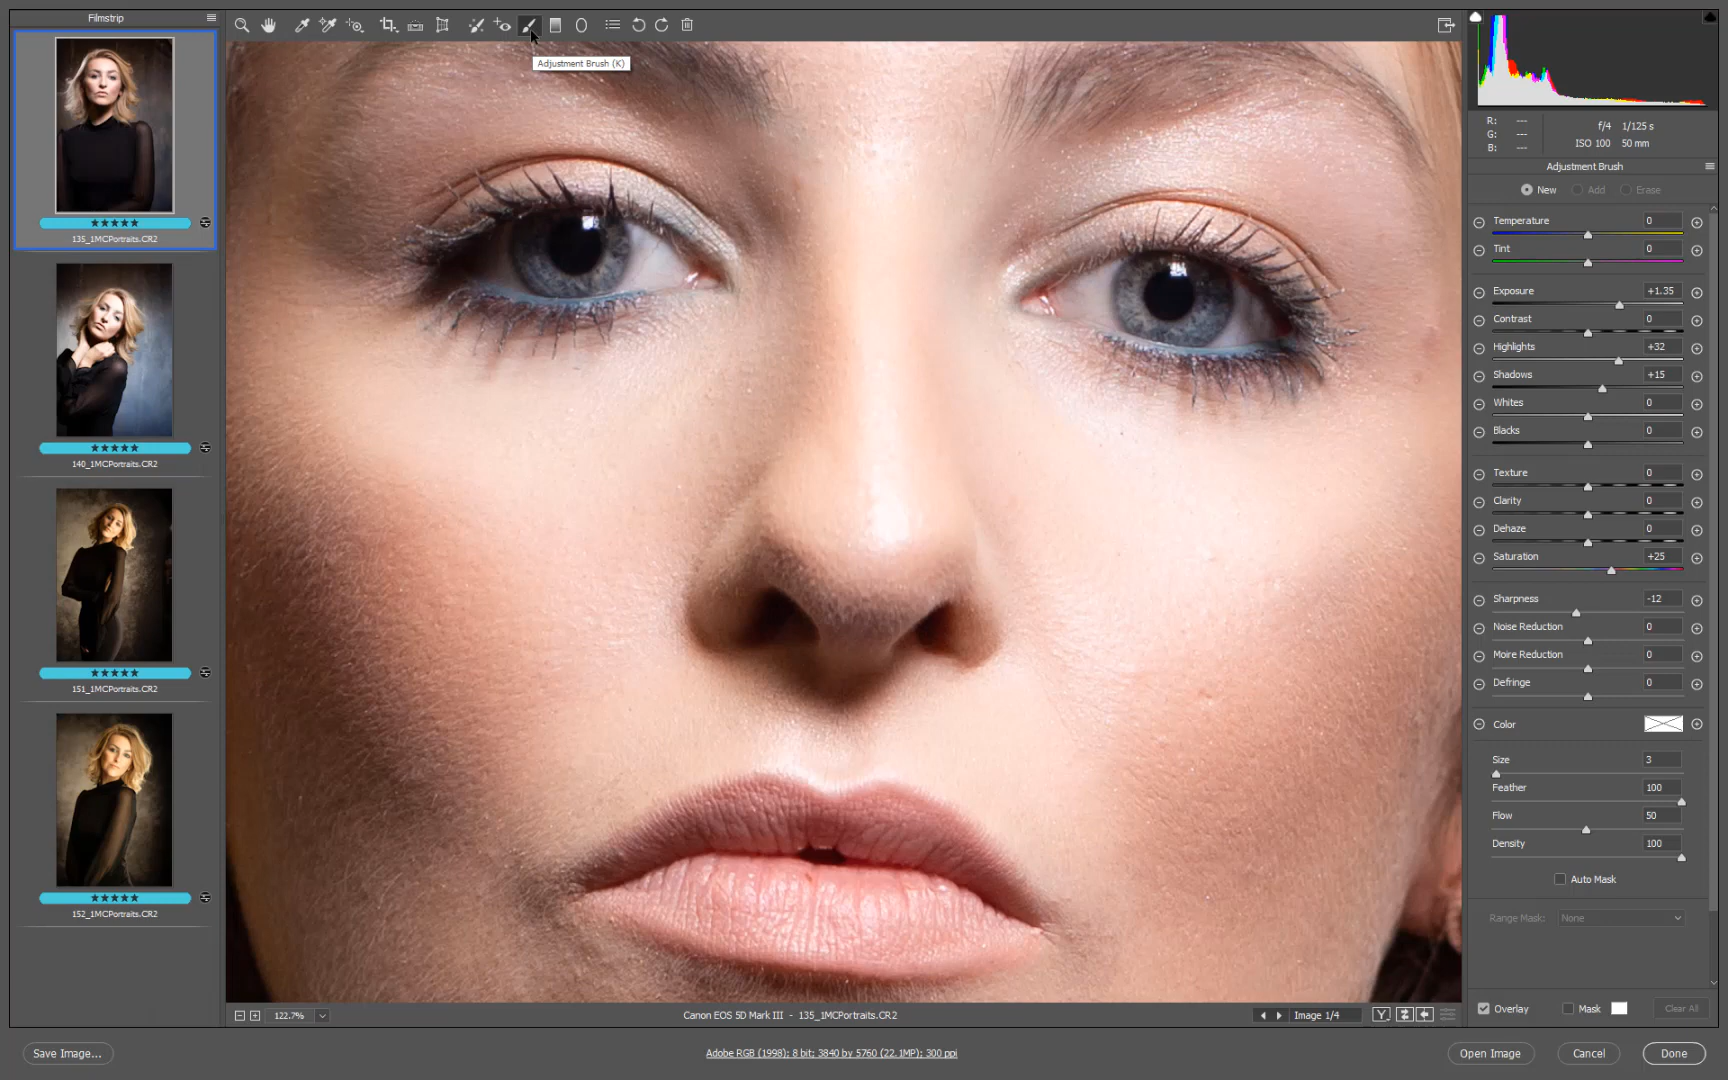 Filmstrip
★★★★★
135_1MCPortraits.CR2
★★★★★
140_1MCPortraits.CR2
★★★★★
151_1MCPortraits.CR2
★★★★★
152_1MCPortraits.CR2
Adjustment Brush (K)
R: ---
G: ---
B: ---
f/4 1/125 s
ISO 100 50 mm
Adjustment Brush
New Add Erase
Temperature 0
Tint 0
Exposure +1.35
Contrast 0
Highlights +32
Shadows +15
Whites 0
Blacks 0
Texture 0
Clarity 0
Dehaze 0
Saturation +25
Sharpness -12
Noise Reduction 0
Moire Reduction 0
Defringe 0
Color
Size 3
Feather 100
Flow 50
Density 100
Auto Mask
Range Mask: None
Overlay Mask Clear All
122.7%
Canon EOS 5D Mark III - 135_1MCPortraits.CR2
Image 1/4
Y
Save Image...
Adobe RGB (1998); 8 bit; 3840 by 5760 (22.1MP); 300 ppi
Open Image Cancel Done